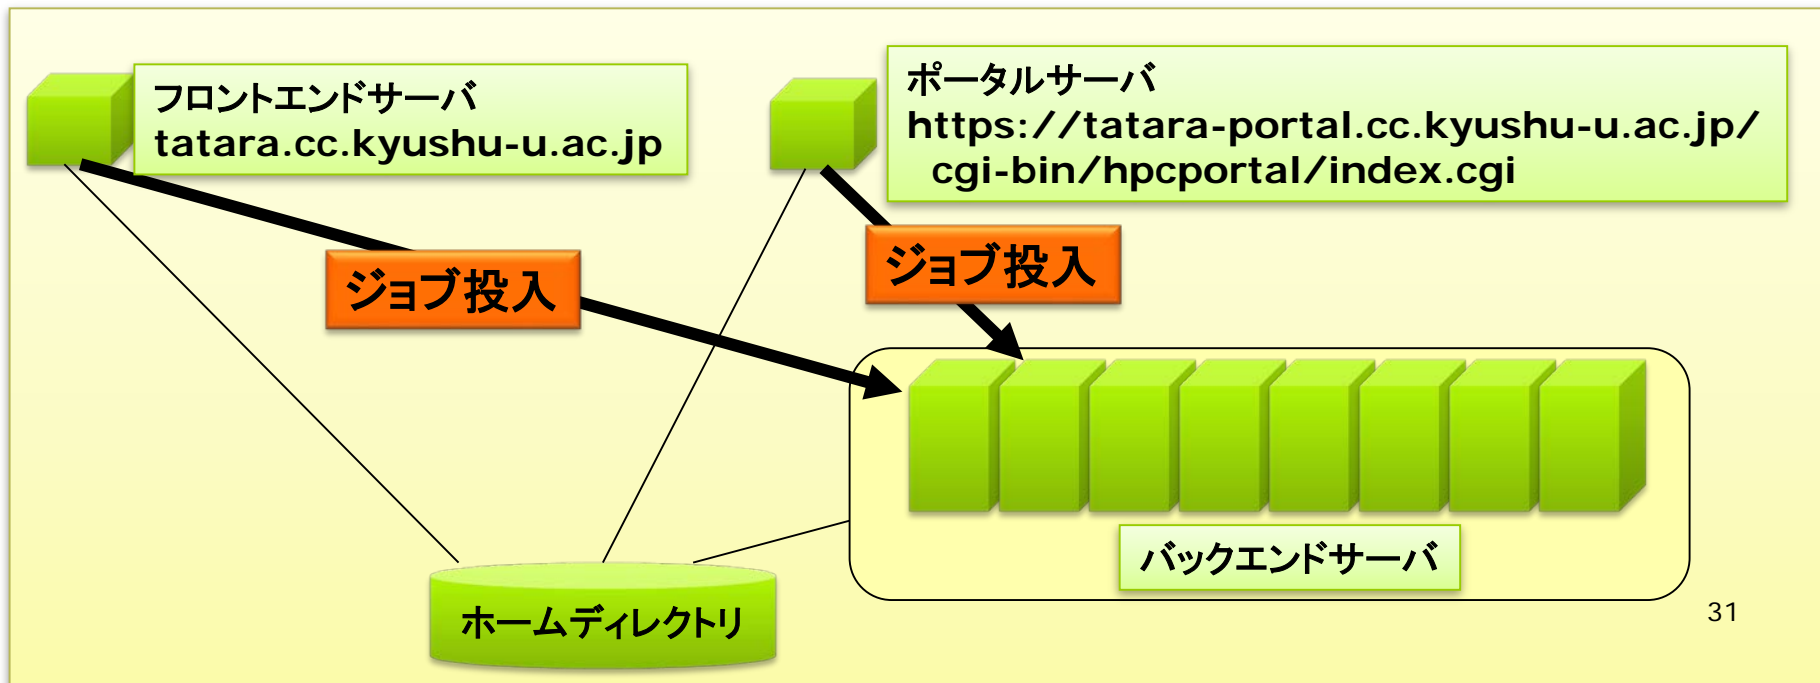 フロントエンドサーバ
tatara.cc.kyushu-u.ac.jp
ポータルサーバ
https://tatara-portal.cc.kyushu-u.ac.jp/
cgi-bin/hpcportal/index.cgi
ジョブ投入
ジョブ投入
バックエンドサーバ
ホームディレクトリ
31